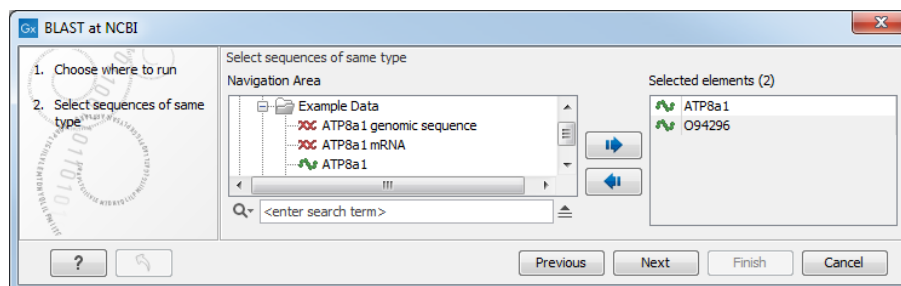 Gx BLAST at NCBI
1. Choose where to run
2. Select sequences of same type
Select sequences of same type
Navigation Area
Example Data
ATP8a1 genomic sequence
ATP8a1 mRNA
ATP8a1
<enter search term>
Selected elements (2)
ATP8a1
O94296
?
Previous
Next
Finish
Cancel